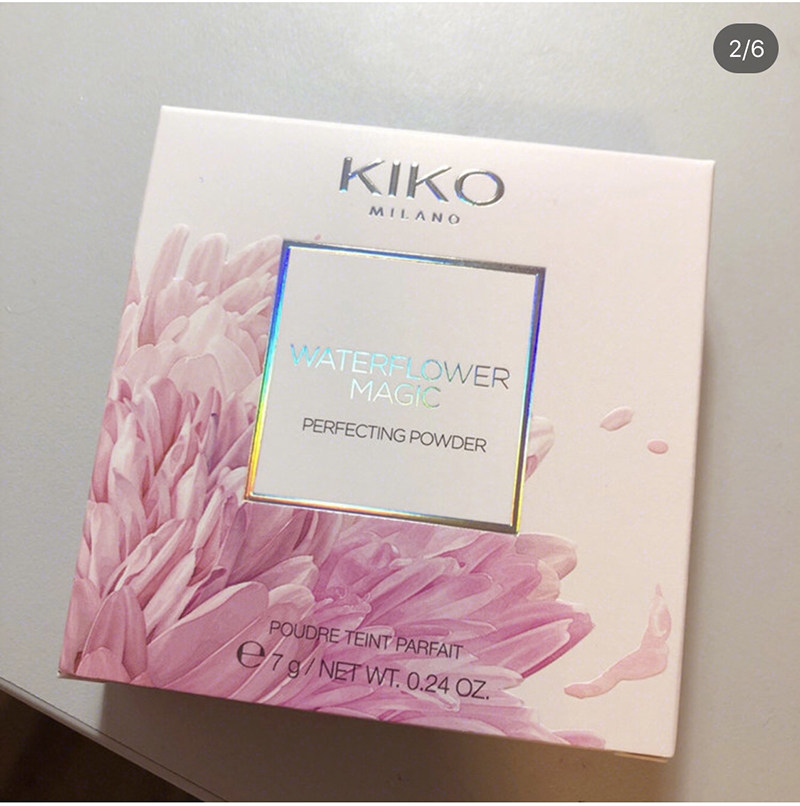 2/6
KIKO
MILANO
WATERFLOWER
MAGIC
PERFECTING POWDER
POUDRE TEINT PARFAIT
℮ 7 g / NET WT. 0.24 OZ.